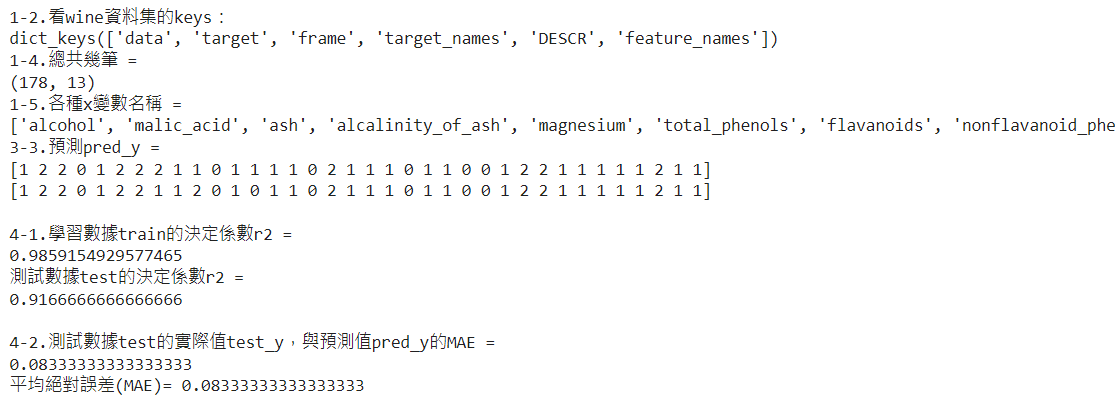 1-2.看wine資料集的keys：
dict_keys(['data', 'target', 'frame', 'target_names', 'DESCR', 'feature_names'])
1-4.總共幾筆 =
(178, 13)
1-5.各種x變數名稱 =
['alcohol', 'malic_acid', 'ash', 'alcalinity_of_ash', 'magnesium', 'total_phenols', 'flavanoids', 'nonflavanoid_phe
3-3.預測pred_y =
[1 2 2 0 1 2 2 2 1 1 0 1 1 1 1 0 2 1 1 1 0 1 1 0 0 1 2 2 1 1 1 1 1 2 1 1]
[1 2 2 0 1 2 2 1 1 2 0 1 0 1 1 0 2 1 1 1 0 1 1 0 0 1 2 2 1 1 1 1 1 2 1 1]
4-1.學習數據train的決定係數r2 =
0.9859154929577465
測試數據test的決定係數r2 =
0.9166666666666666
4-2.測試數據test的實際值test_y，與預測值pred_y的MAE =
0.08333333333333333
平均絕對誤差(MAE)= 0.08333333333333333